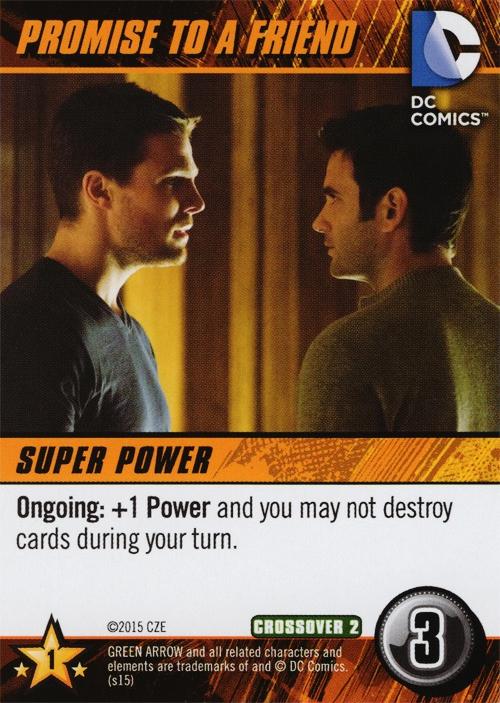 PROMISE TO A FRIEND
DC
COMICS™
SUPER POWER
Ongoing: +1 Power and you may not destroy
cards during your turn.
©2015 CZE
CROSSOVER 2
1
GREEN ARROW and all related characters and
elements are trademarks of and © DC Comics.
(s15)
3